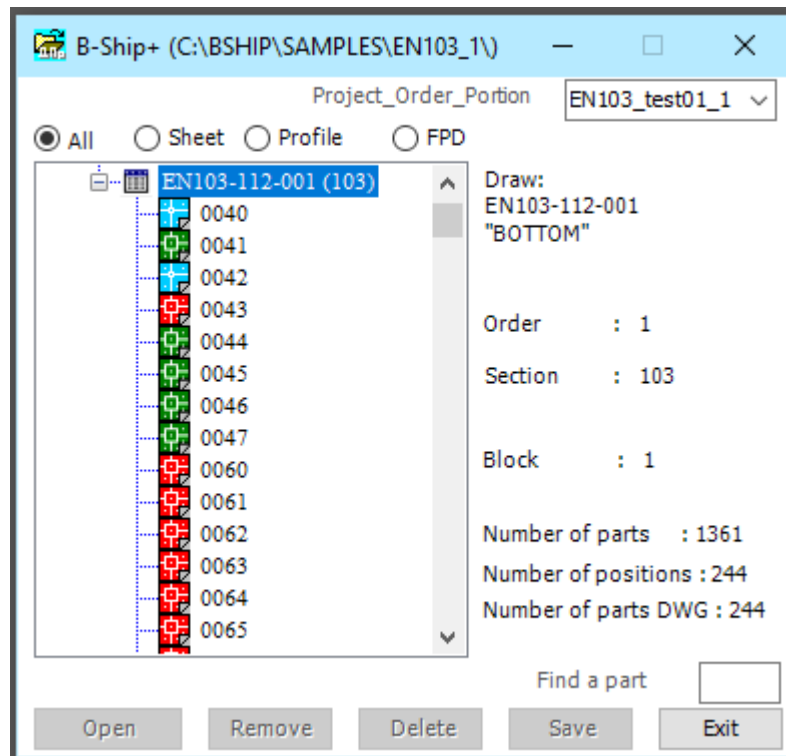 B-Ship+ (C:\BSHIP\SAMPLES\EN103_1\)
Project_Order_Portion EN103_test01_1
All Sheet Profile FPD
EN103-112-001 (103)
0040
0041
0042
0043
0044
0045
0046
0047
0060
0061
0062
0063
0064
0065
Draw:
EN103-112-001
"BOTTOM"
Order : 1
Section : 103
Block : 1
Number of parts : 1361
Number of positions : 244
Number of parts DWG : 244
Find a part
Open Remove Delete Save Exit